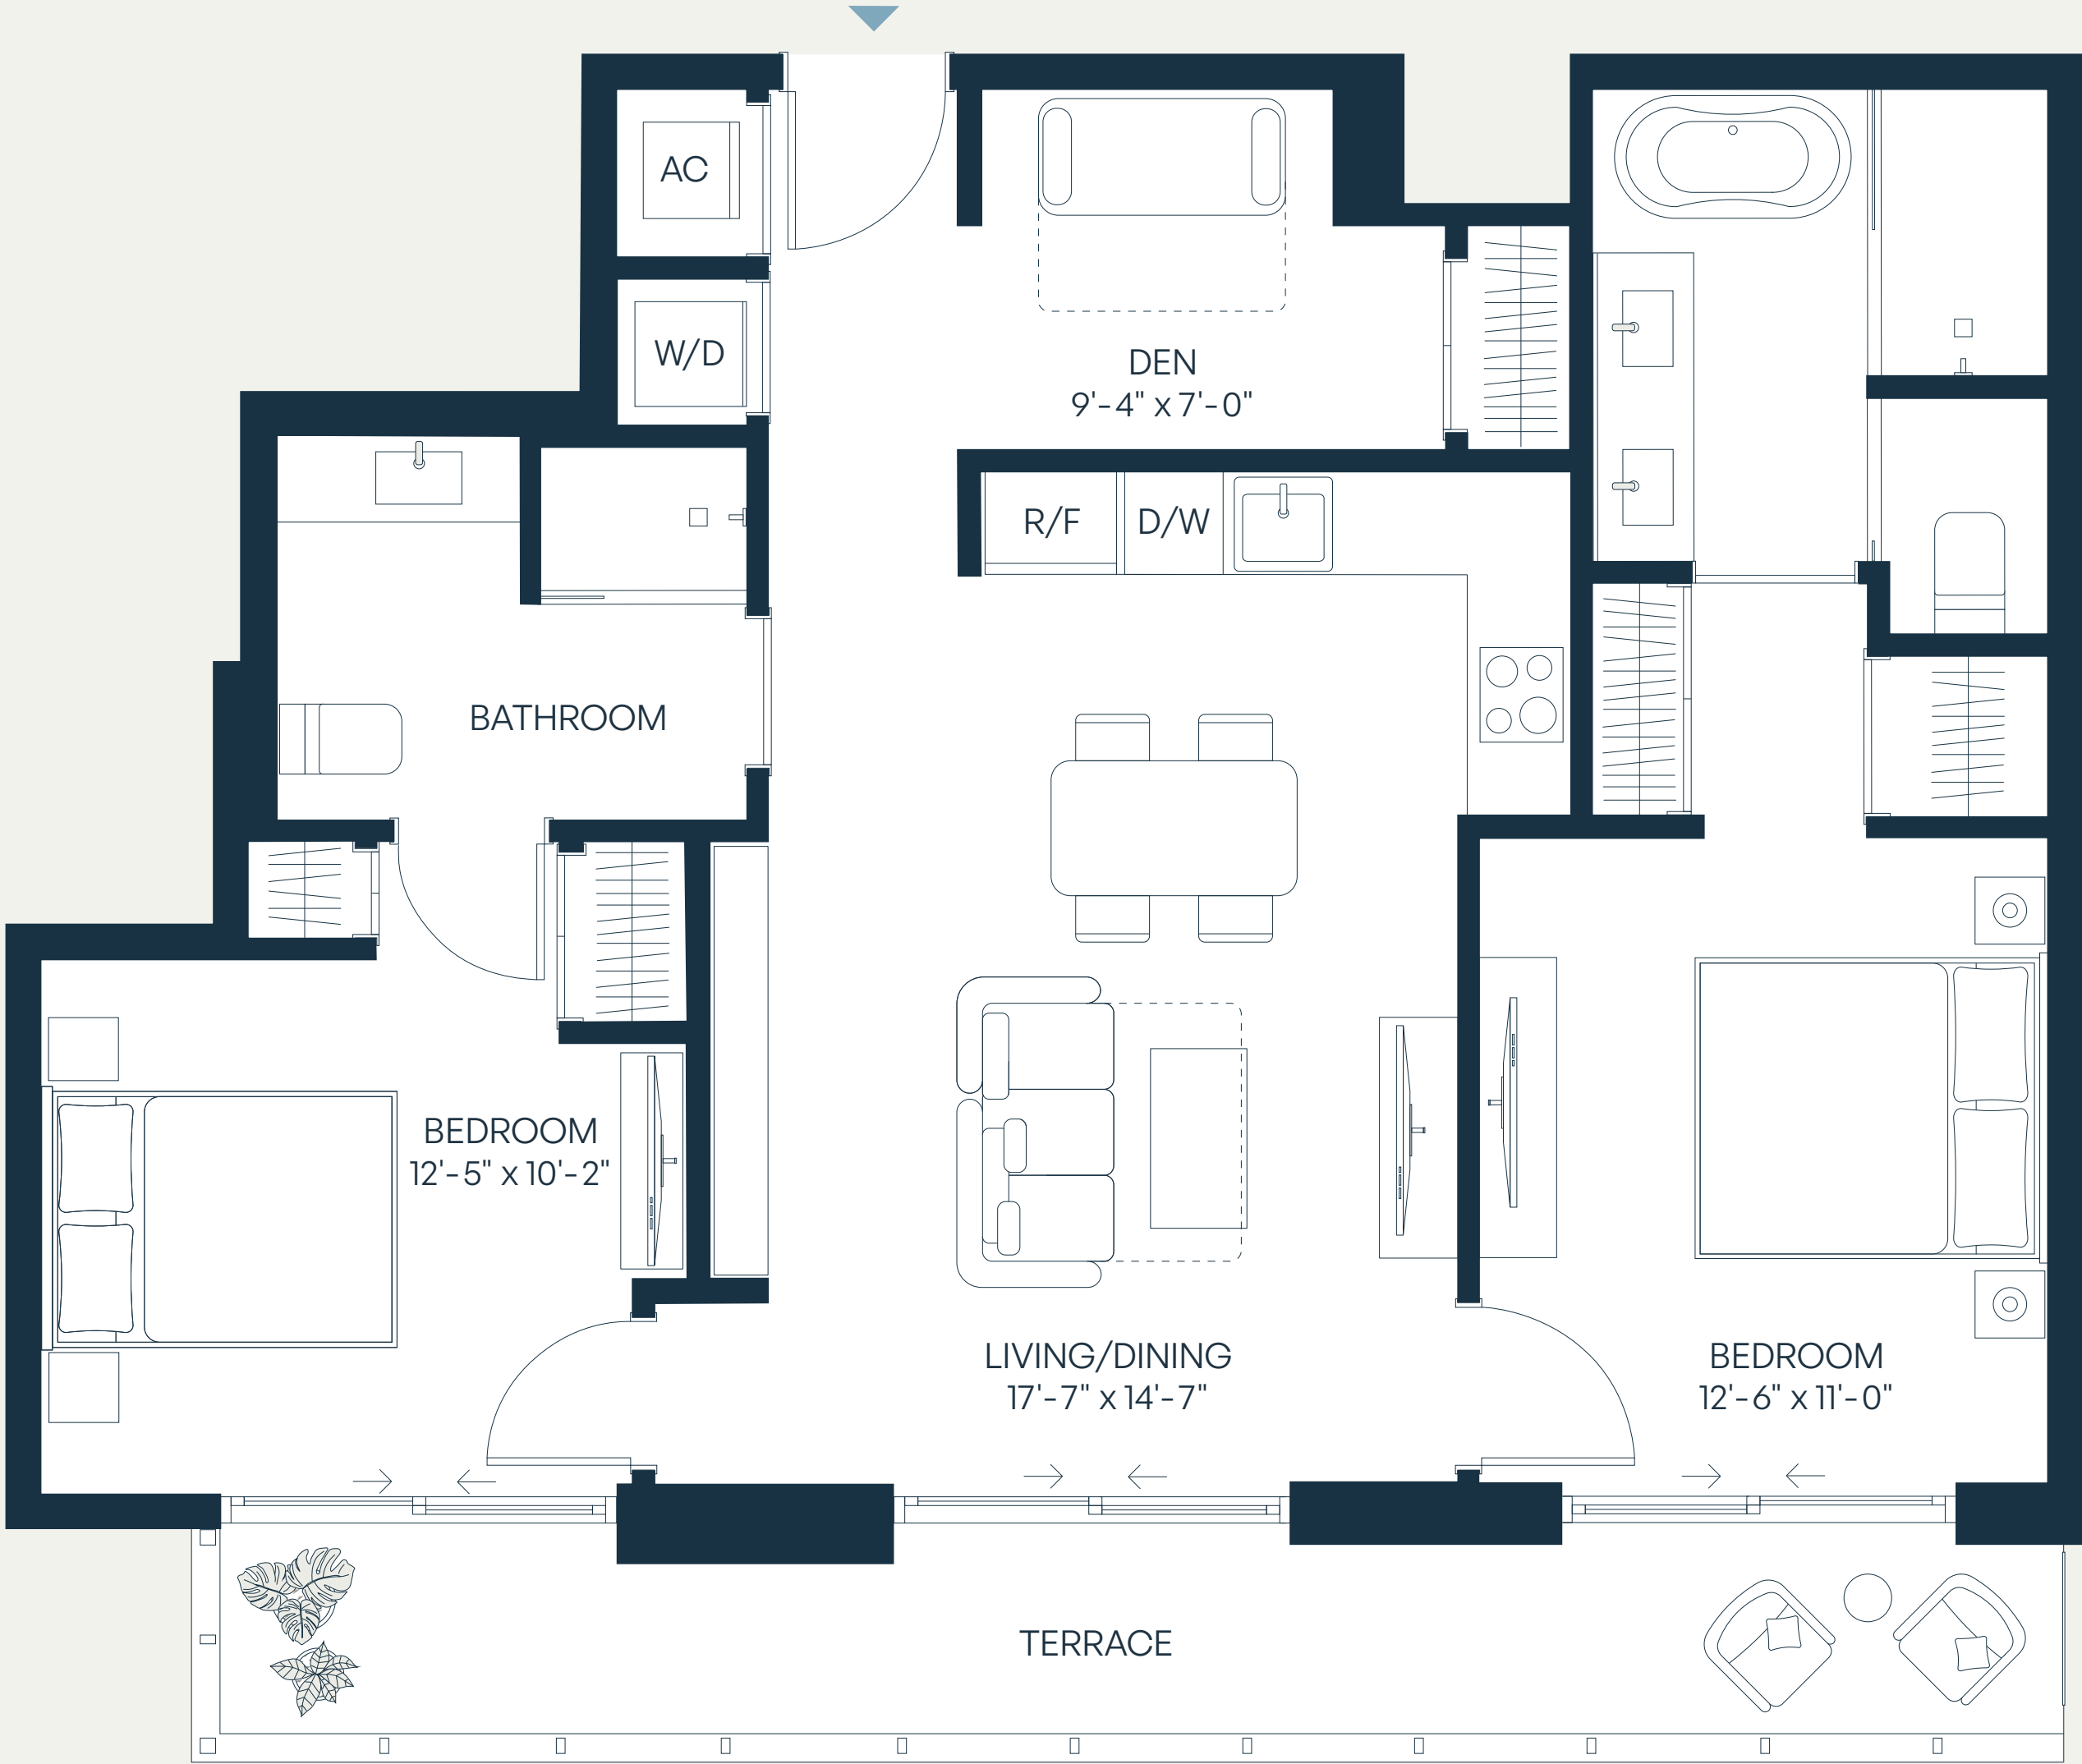 AC
W/D
DEN
9'-4" x 7'-0"
R/F
D/W
BATHROOM
BEDROOM
12'-5" x 10'-2"
LIVING/DINING
17'-7" x 14'-7"
BEDROOM
12'-6" x 11'-0"
TERRACE